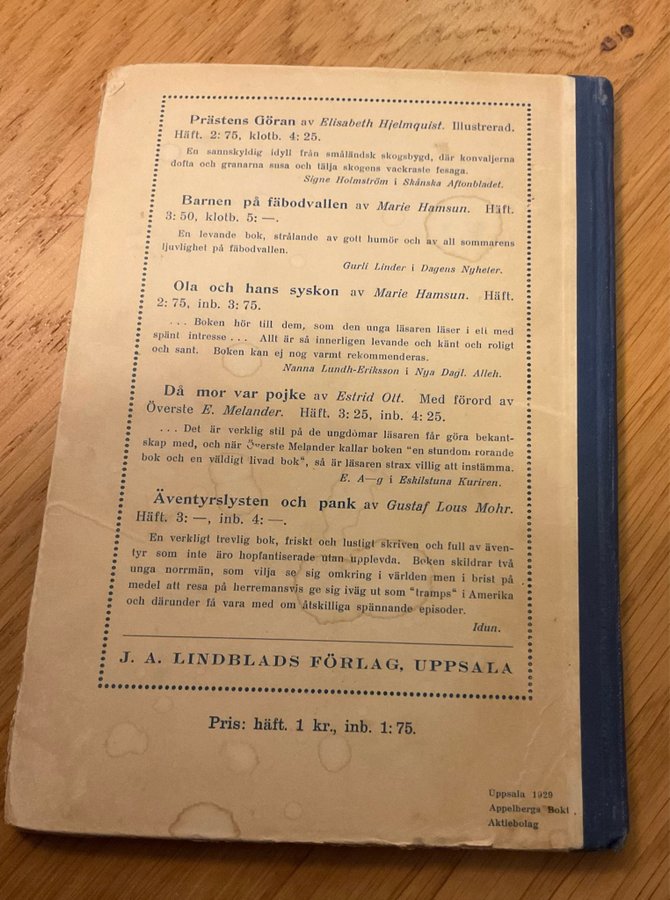 Prästens Göran av Elisabeth Hjelmquist. Illustrerad.
Häft. 2: 75, klotb. 4: 25.
En sannskyldig idyll från småländsk skogsbygd, där konvaljerna
dofta och granarna susa och tälja skogens vackraste fesaga.
Signe Holmström i Skånska Aftonbladet.
Barnen på fäbodvallen av Marie Hamsun. Häft.
3: 50, klotb. 5: —.
En levande bok, strålande av gott humör och av all sommarens
ljuvlighet på fäbodvallen.
Gurli Linder i Dagens Nyheter.
Ola och hans syskon av Marie Hamsun. Häft.
2: 75, inb. 3: 75.
... Boken hör till dem, som den unga läsaren läser i ett med
spänt intresse ... Allt är så innerligen levande och känt och roligt
och sant. Boken kan ej nog varmt rekommenderas.
Nanna Lundh-Eriksson i Nya Dagl. Alleh.
Då mor var pojke av Estrid Ott. Med förord av
Överste E. Melander. Häft. 3: 25, inb. 4: 25.
... Det är verklig stil på de ungdomar läsaren får göra bekant-
skap med, och när Överste Melander kallar boken "en stundom rorande
bok och en väldigt livad bok", så är läsaren strax villig att instämma.
E. A—g i Eskilstuna Kuriren.
Äventyrslysten och pank av Gustaf Lous Mohr.
Häft. 3: —, inb. 4: —.
En verkligt trevlig bok, friskt och lustigt skriven och full av även-
tyr som inte äro hopfantiserade utan upplevda. Boken skildrar två
unga norrmän, som vilja se sig omkring i världen men i brist på
medel att resa på herremansvis ge sig iväg ut som "tramps" i Amerika
och därunder få vara med om åtskilliga spännande episoder.
Idun.
J. A. LINDBLADS FÖRLAG, UPPSALA
Pris: häft. 1 kr., inb. 1: 75.
Uppsala 1929
Appelbergs Bokt.
Aktiebolag